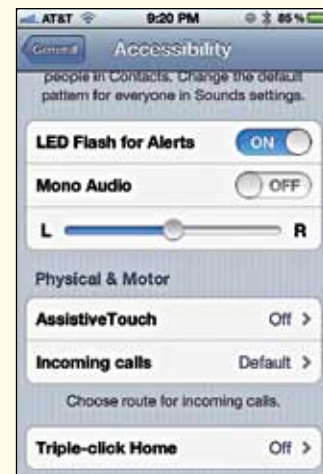 AT&T 9:20 PM 85%
General Accessibility
people in Contacts. Change the default
pattern for everyone in Sounds settings.
LED Flash for Alerts ON
Mono Audio OFF
L R
Physical & Motor
AssistiveTouch Off >
Incoming calls Default >
Choose route for incoming calls.
Triple-click Home Off >